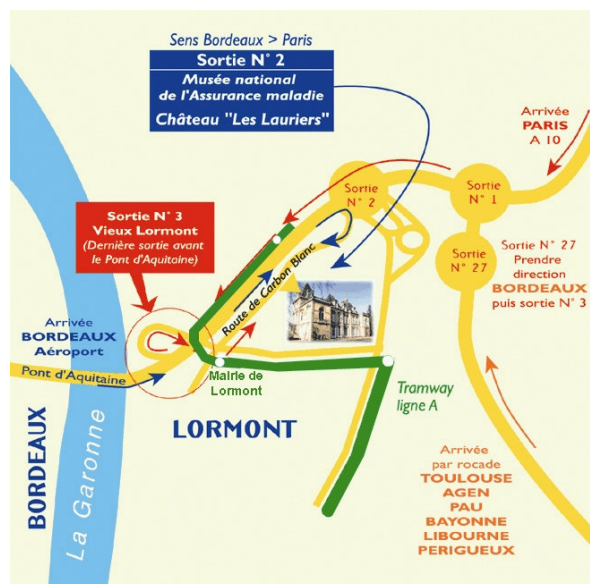 Sens Bordeaux > Paris
Sortie N° 2
Musée national
de l'Assurance maladie
Château "Les Lauriers"
Arrivée
PARIS
A 10
Sortie
N° 2
Sortie
N° 1
Sortie N° 3
Vieux Lormont
(Dernière sortie avant
le Pont d'Aquitaine)
Sortie
N° 27
Sortie N° 27
Prendre
direction
BORDEAUX
puis sortie N° 3
Route de Carbon Blanc
Arrivée
BORDEAUX
Aéroport
Pont d'Aquitaine
Mairie de
Lormont
Tramway
ligne A
LORMONT
BORDEAUX
La Garonne
Arrivée
par rocade
TOULOUSE
AGEN
PAU
BAYONNE
LIBOURNE
PERIGUEUX